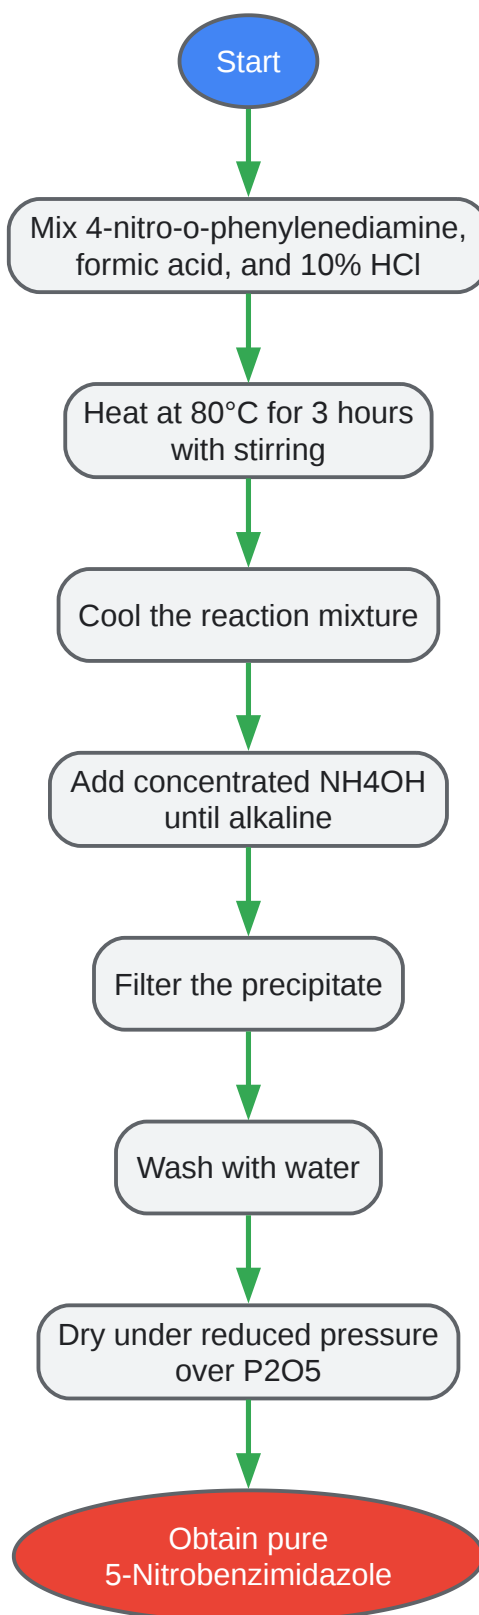 Start
Mix 4-nitro-o-phenylenediamine,
formic acid, and 10% HCl
Heat at 80°C for 3 hours
with stirring
Cool the reaction mixture
Add concentrated NH4OH
until alkaline
Filter the precipitate
Wash with water
Dry under reduced pressure
over P2O5
Obtain pure
5-Nitrobenzimidazole